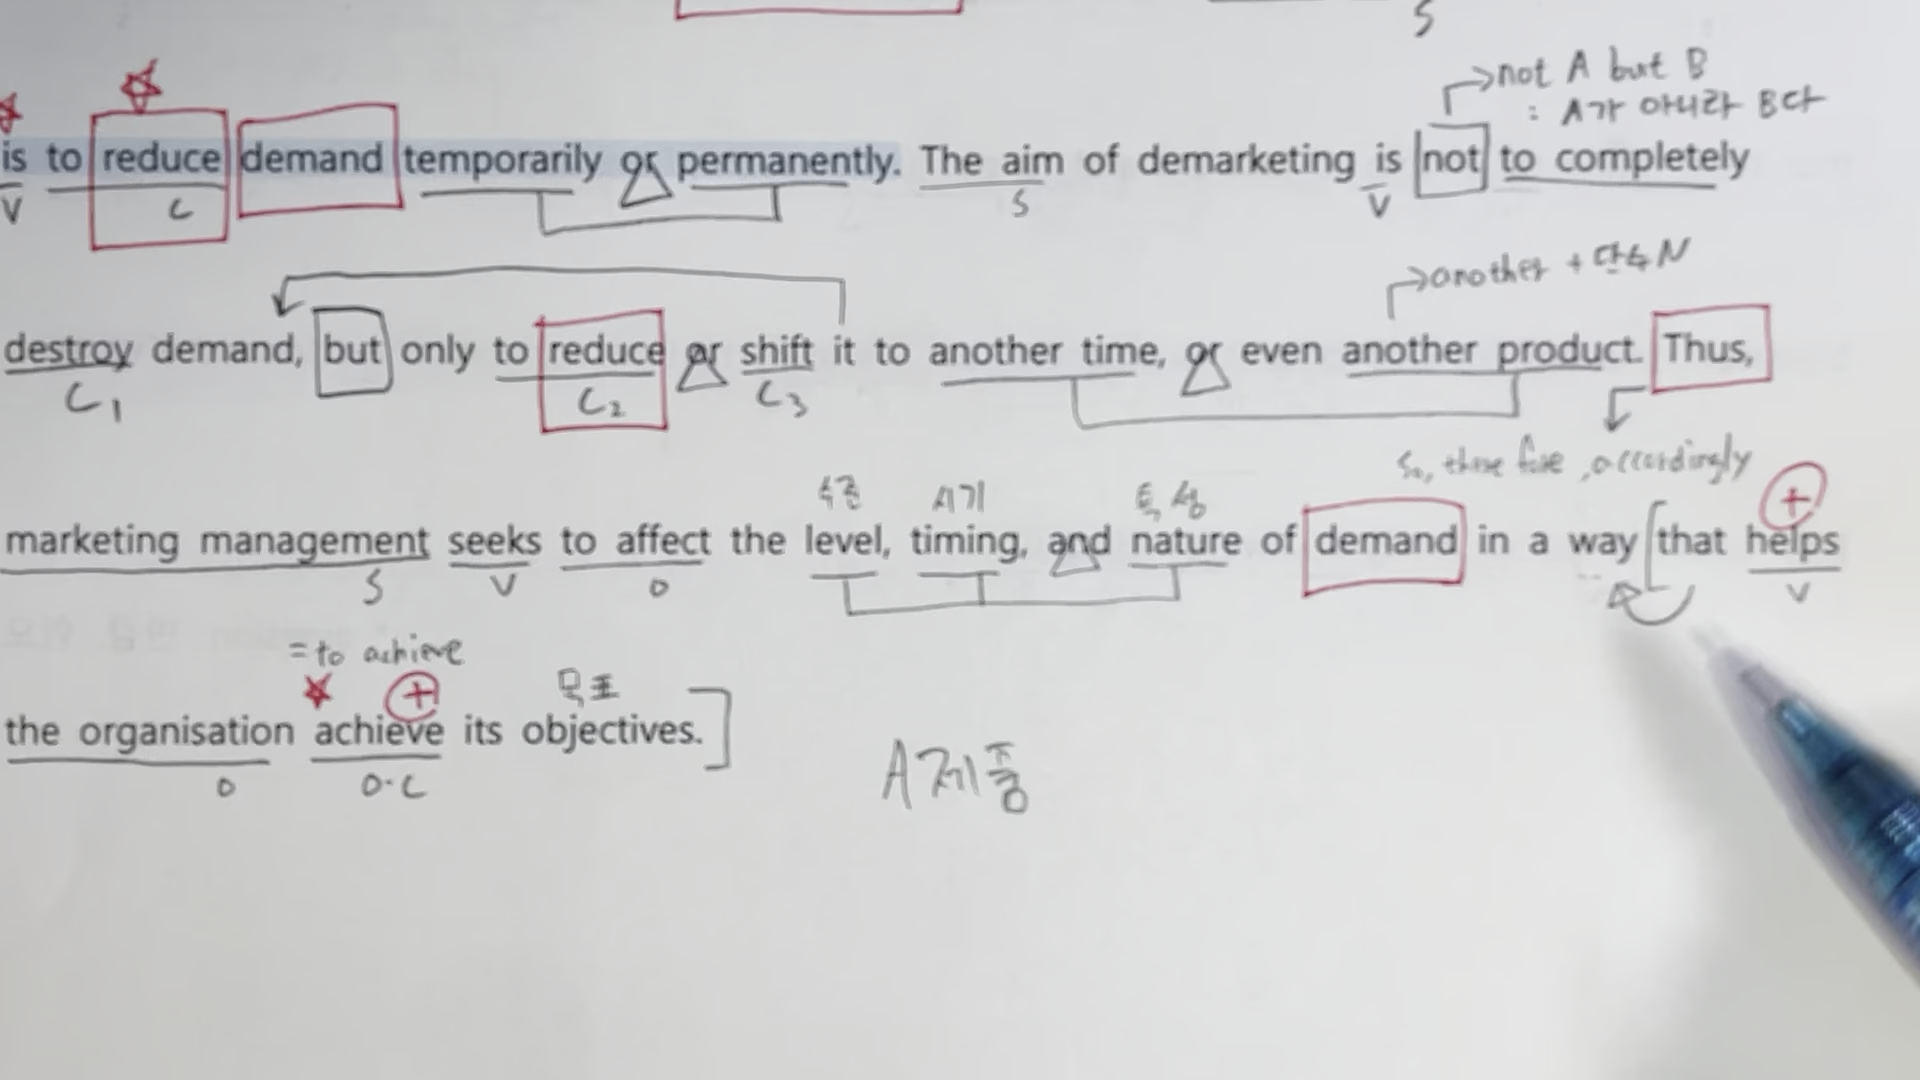 S
not A but B
: A가 아니라 B다
is to reduce demand temporarily or permanently. The aim of demarketing is not to completely
V C S V
another + 단수 N
destroy demand, but only to reduce or shift it to another time, or even another product. Thus,
C₁ C₂ C₃
So, therefore, accordingly
수준 시기 특성 +
marketing management seeks to affect the level, timing, and nature of demand in a way that helps
S V O V
= to achieve
+ 목표
the organisation achieve its objectives.
O O·C
A제품